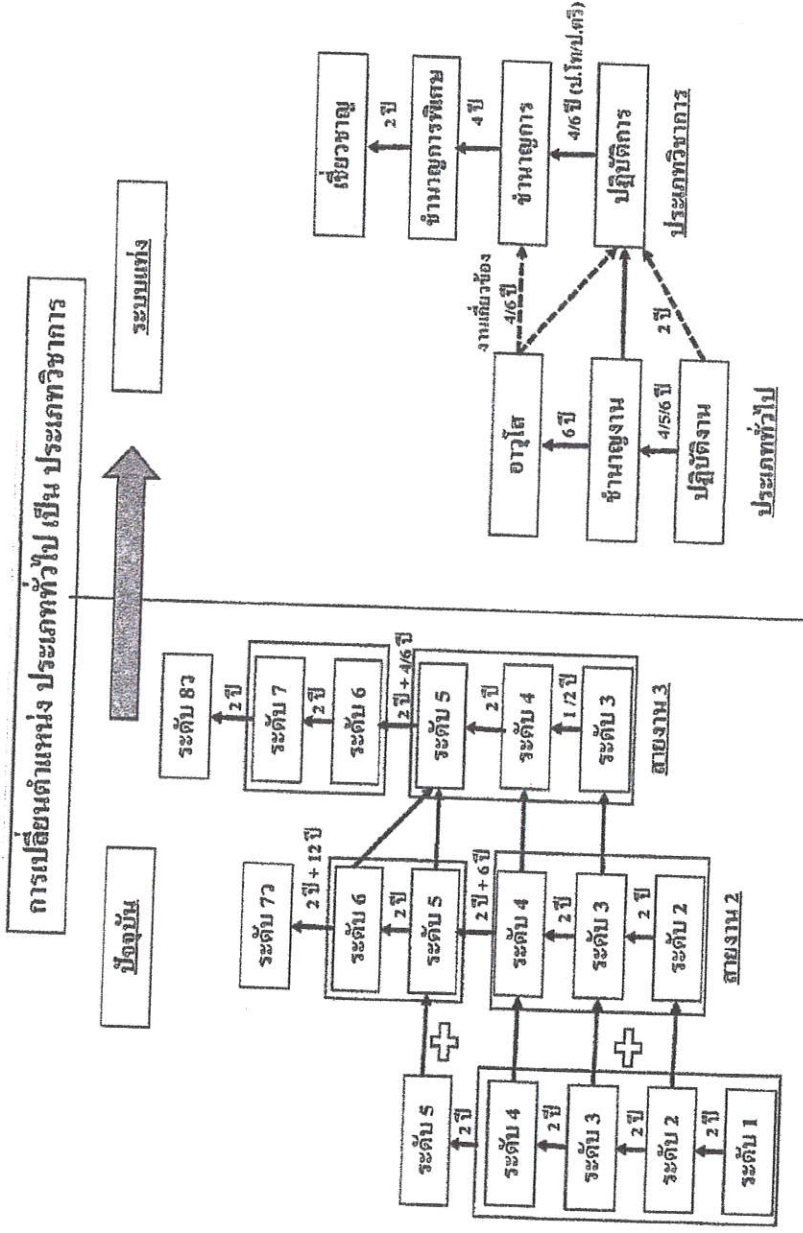 การเปลี่ยนตำแหน่ง ประเภททั่วไป เป็น ประเภทวิชาการ
ปัจจุบัน
ระบบแท่ง
ระดับ 5
2 ปี
ระดับ 4
2 ปี
ระดับ 3
2 ปี
ระดับ 2
2 ปี
ระดับ 1
ระดับ 7ว
2 ปี + 12 ปี
ระดับ 6
2 ปี
ระดับ 5
2 ปี + 6 ปี
ระดับ 4
2 ปี
ระดับ 3
2 ปี
ระดับ 2
สายงาน 2
ระดับ 8ว
2 ปี
ระดับ 7
2 ปี
ระดับ 6
2 ปี + 4/6 ปี
ระดับ 5
2 ปี
ระดับ 4
1 /2 ปี
ระดับ 3
สายงาน 3
อาวุโส
6 ปี
ชำนาญงาน
4/5/6 ปี
ปฏิบัติงาน
ประเภททั่วไป
งานเกี่ยวข้อง
4/6 ปี
2 ปี
เชี่ยวชาญ
2 ปี
ชำนาญการพิเศษ
4 ปี
ชำนาญการ
4/6 ปี (ป.โท/ป.ตรี)
ปฏิบัติการ
ประเภทวิชาการ